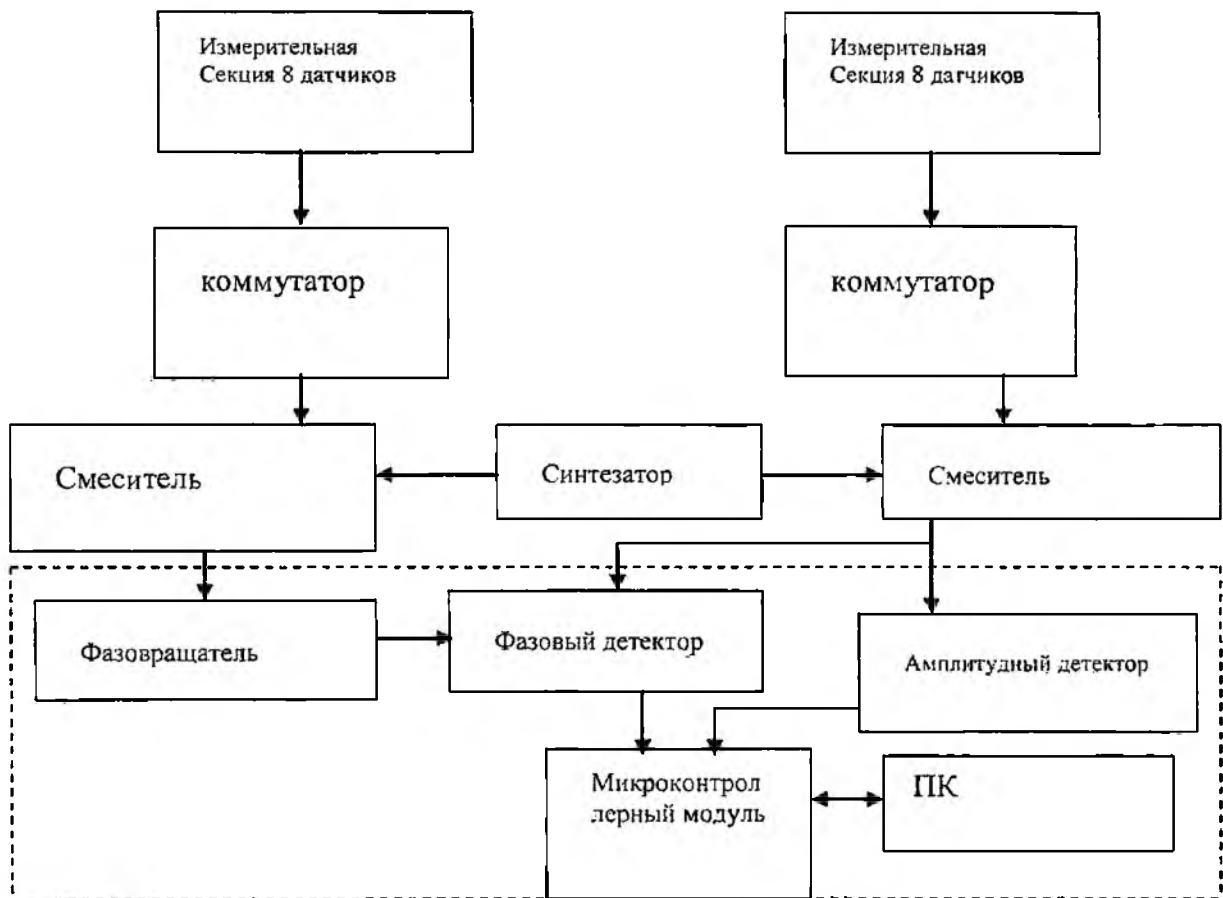 Измерительная
Секция 8 датчиков
Измерительная
Секция 8 датчиков
коммутатор
коммутатор
Смеситель
Синтезатор
Смеситель
Фазовращатель
Фазовый детектор
Амплитудный детектор
Микроконтрол
лерный модуль
ПК